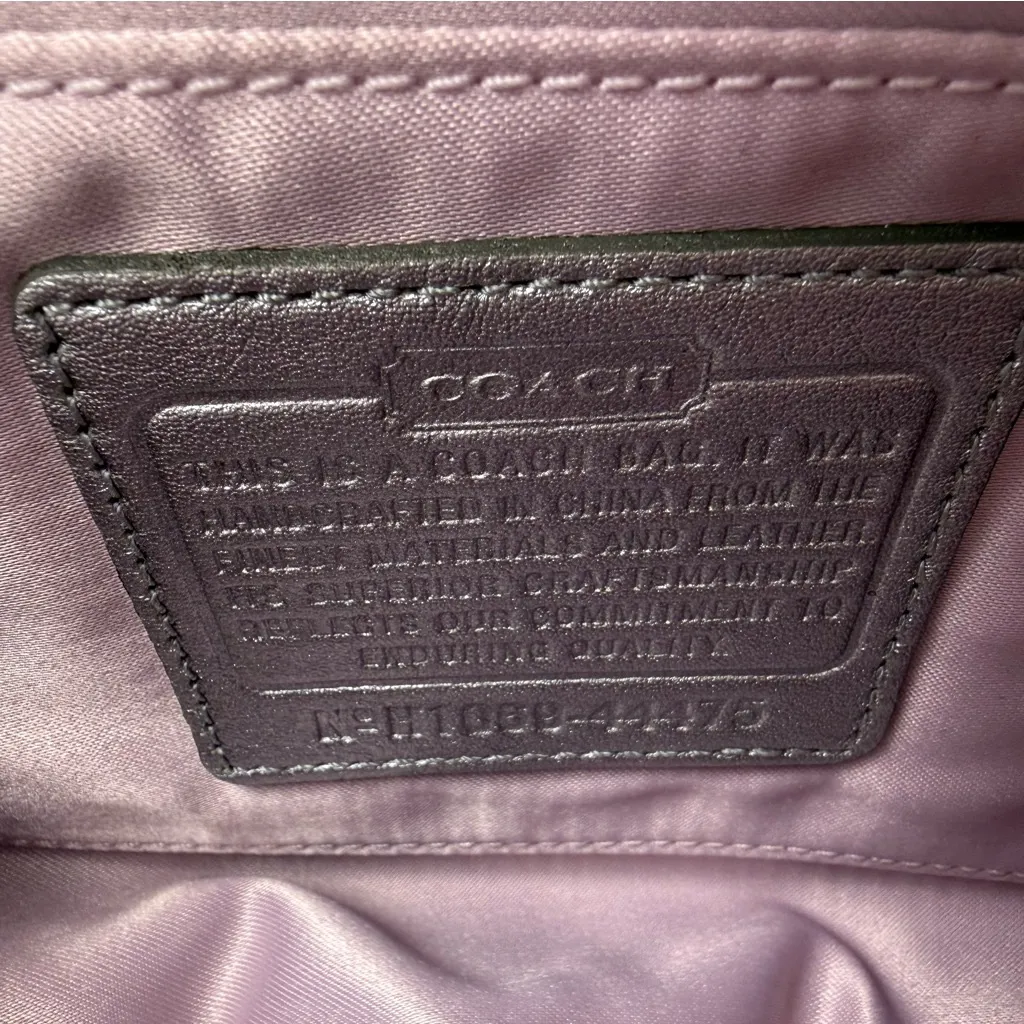 COACH
THIS IS A COACH BAG. IT WAS
HANDCRAFTED IN CHINA FROM THE
FINEST MATERIALS AND LEATHER.
ITS SUPERIOR CRAFTSMANSHIP
REFLECTS OUR COMMITMENT TO
ENDURING QUALITY.
Nº